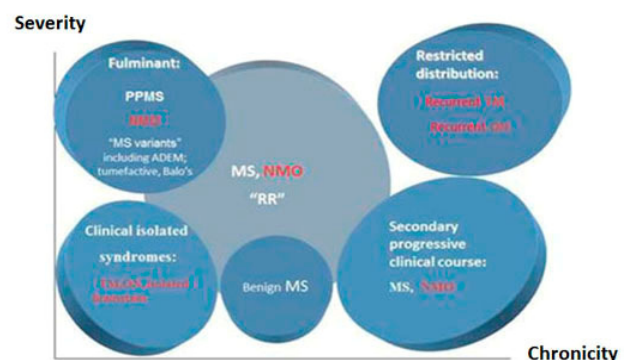 Severity
Fulminant:
PPMS
"MS variants"
including ADEM;
tumefactive, Balo's
MS, NMO
"RR"
Restricted
distribution:
Recurrent
Recurrent
Clinical isolated
syndromes:
Benign MS
Secondary
progressive
clinical course:
MS, NMO
Chronicity